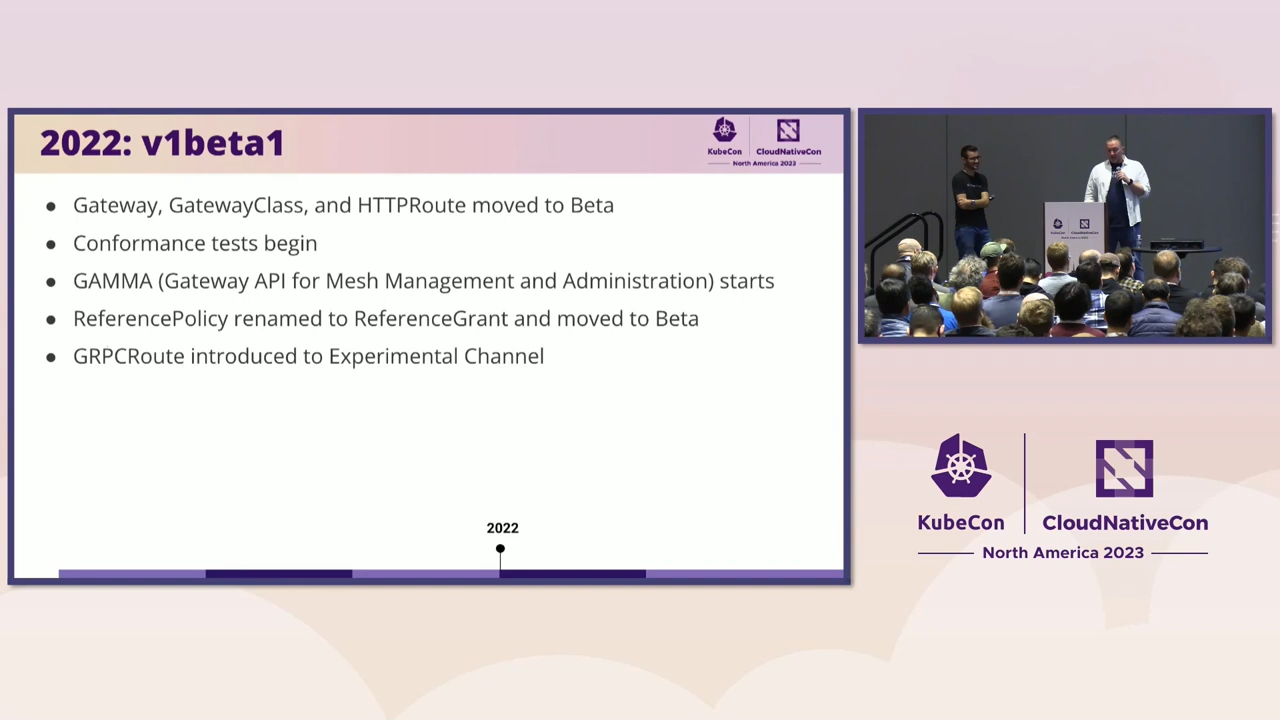 2022: v1beta1
KubeCon
CloudNativeCon
North America 2023
● Gateway, GatewayClass, and HTTPRoute moved to Beta
● Conformance tests begin
● GAMMA (Gateway API for Mesh Management and Administration) starts
● ReferencePolicy renamed to ReferenceGrant and moved to Beta
● GRPCRoute introduced to Experimental Channel
2022
KubeCon
CloudNativeCon
North America 2023